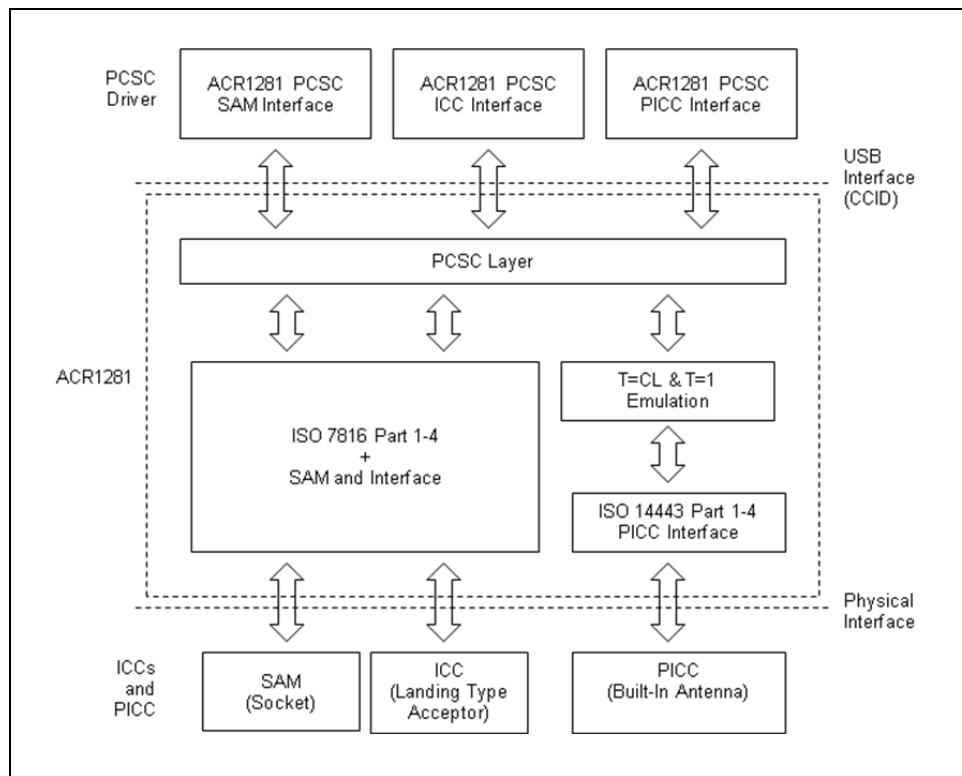 PCSC
Driver
ACR1281 PCSC
SAM Interface
ACR1281 PCSC
ICC Interface
ACR1281 PCSC
PICC Interface
USB
Interface
(CCID)
PCSC Layer
ACR1281
ISO 7816 Part 1-4
+
SAM and Interface
T=CL & T=1
Emulation
ISO 14443 Part 1-4
PICC Interface
Physical
Interface
ICCs
and
PICC
SAM
(Socket)
ICC
(Landing Type
Acceptor)
PICC
(Built-In Antenna)